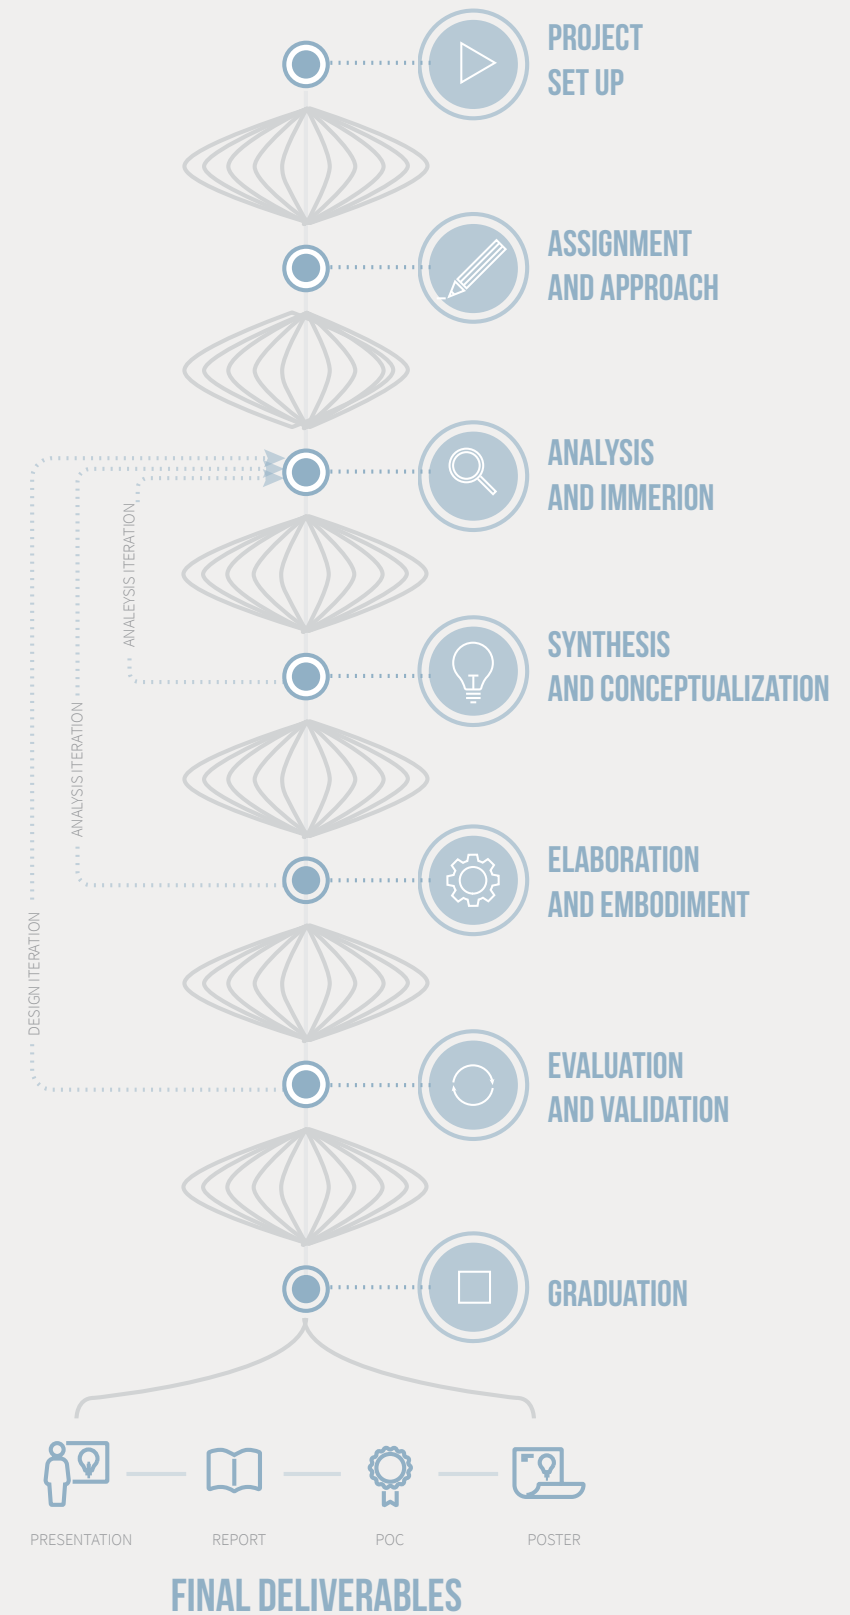 PROJECT
SET UP
ASSIGNMENT
AND APPROACH
ANALYSIS
AND IMMERION
ANALEYSIS ITERATION
SYNTHESIS
AND CONCEPTUALIZATION
ANALYSIS ITERATION
ELABORATION
AND EMBODIMENT
DESIGN ITERATION
EVALUATION
AND VALIDATION
GRADUATION
PRESENTATION
REPORT
POC
POSTER
FINAL DELIVERABLES